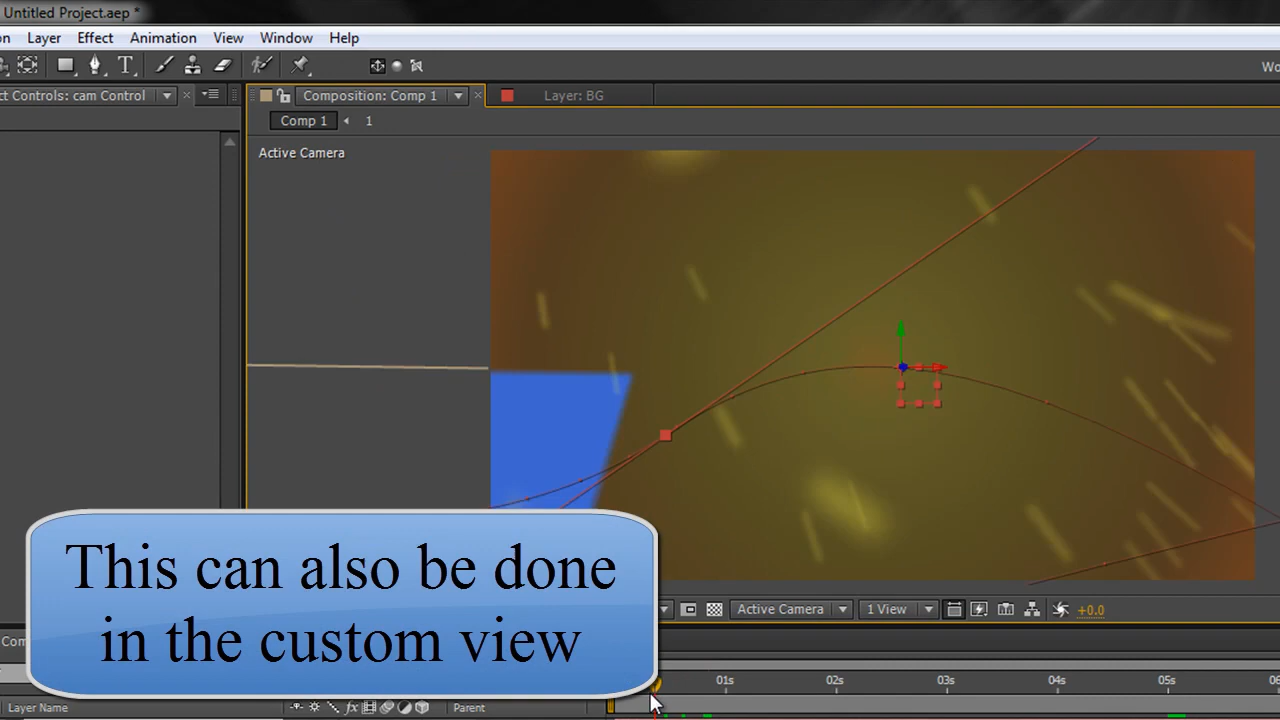 Untitled Project.aep *
Layer Effect Animation View Window Help
T
ct Controls: cam Control
Composition: Comp 1
Layer: BG
Comp 1
1
Active Camera
This can also be done
in the custom view
Active Camera
1 View
+0.0
01s 02s 03s 04s 05s
Layer Name
fx
Parent